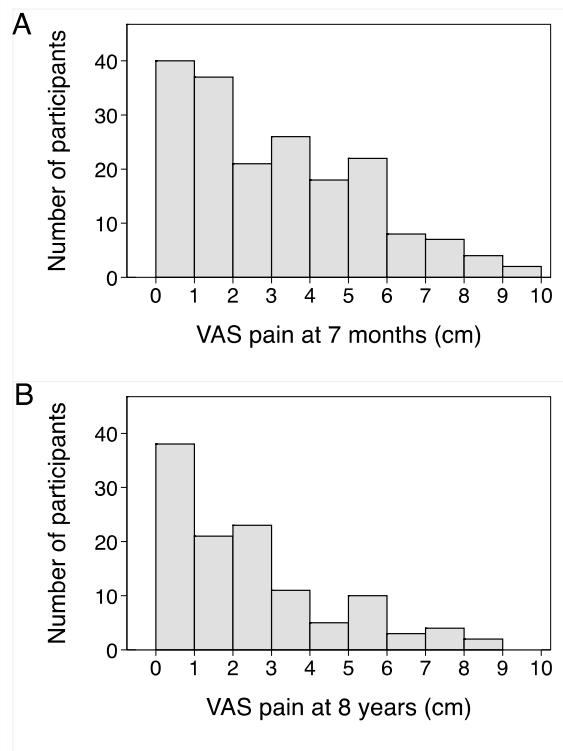 A
Number of participants
40
30
20
10
0
0 1 2 3 4 5 6 7 8 9 10
VAS pain at 7 months (cm)
B
Number of participants
40
30
20
10
0
0 1 2 3 4 5 6 7 8 9 10
VAS pain at 8 years (cm)